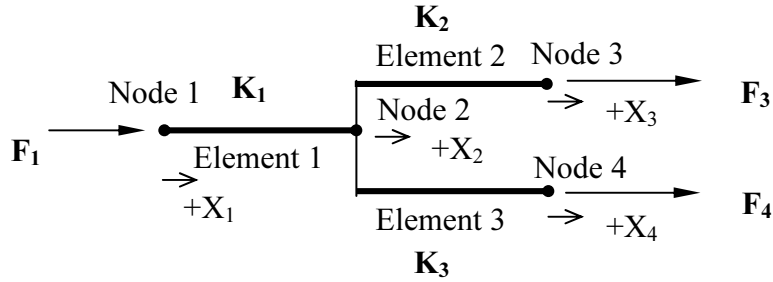 K₂
Element 2
Node 3
Node 1
K₁
F₃
Node 2
+X₃
F₁
Element 1
+X₂
Node 4
+X₁
F₄
Element 3
+X₄
K₃